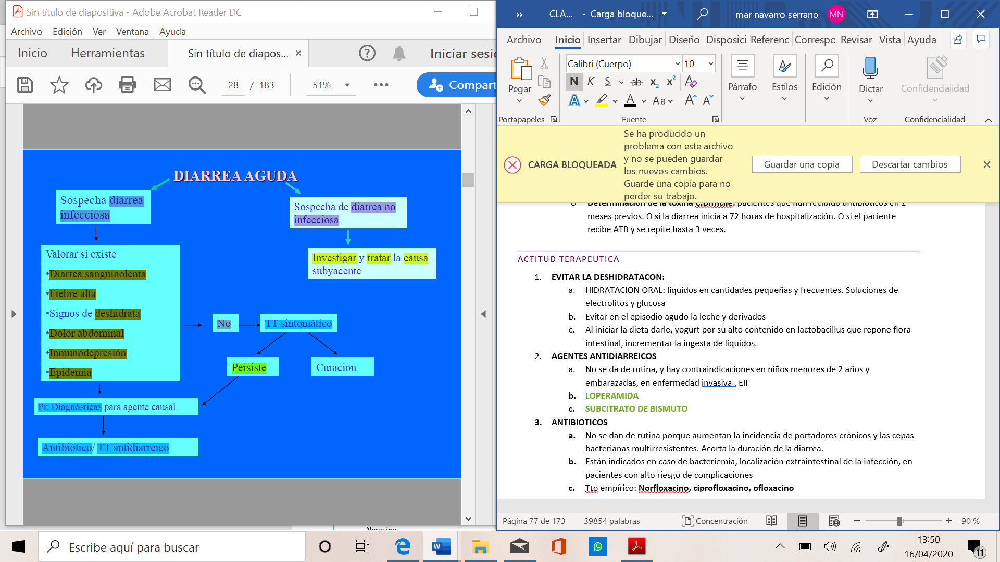 Sin título de diapositiva - Adobe Acrobat Reader DC
Archivo Edición Ver Ventana Ayuda
Inicio Herramientas Sin título de diapos... × ? Iniciar sesi
28 / 183 51% Compart
DIARREA AGUDA
Sospecha diarrea
infecciosa
Sospecha de diarrea no
infecciosa
Investigar y tratar la causa
subyacente
Valorar si existe
•Diarrea sanguinolenta
•Fiebre alta
•Signos de deshidrata
•Dolor abdominal
•Inmunodepresión
•Epidemia
No
TT sintomático
Persiste
Curación
Pr. Diagnósticas para agente causal
Antibiótico/ TT antidiarreico
Norovirus
CLA... - Carga bloque... mar navarro serrano MN
Archivo Inicio Insertar Dibujar Diseño Disposici Referenci Correspc Revisar Vista Ayuda
Pegar
Portapapeles
Calibri (Cuerpo) 10
N K S ab x2 x2 A
A A Aa A A
Fuente
Párrafo
Estilos
Edición
Dictar
Voz
Confidencialidad
Confidencialidad
CARGA BLOQUEADA
Se ha producido un
problema con este archivo
y no se pueden guardar
los nuevos cambios.
Guarde una copia para no
perder su trabajo.
Guardar una copia
Descartar cambios
o Determinación de la toxina C.Difficile: pacientes que han recibido antibióticos en 2
meses previos. O si la diarrea inicia a 72 horas de hospitalización. O si el paciente
recibe ATB y se repite hasta 3 veces.
ACTITUD TERAPEUTICA
1. EVITAR LA DESHIDRATACON:
a. HIDRATACION ORAL: líquidos en cantidades pequeñas y frecuentes. Soluciones de
electrolitos y glucosa
b. Evitar en el episodio agudo la leche y derivados
c. Al iniciar la dieta darle, yogurt por su alto contenido en lactobacillus que repone flora
intestinal, incrementar la ingesta de líquidos.
2. AGENTES ANTIDIARREICOS
a. No se da de rutina, y hay contraindicaciones en niños menores de 2 años y
embarazadas, en enfermedad invasiva , EII
b. LOPERAMIDA
c. SUBCITRATO DE BISMUTO
3. ANTIBIOTICOS
a. No se dan de rutina porque aumentan la incidencia de portadores crónicos y las cepas
bacterianas multirresistentes. Acorta la duración de la diarrea.
b. Están indicados en caso de bacteriemia, localización extraintestinal de la infección, en
pacientes con alto riesgo de complicaciones
c. Tto empírico: Norfloxacino, ciprofloxacino, ofloxacino
Página 77 de 173 39854 palabras Concentración 90 %
Escribe aquí para buscar
13:50
16/04/2020
11